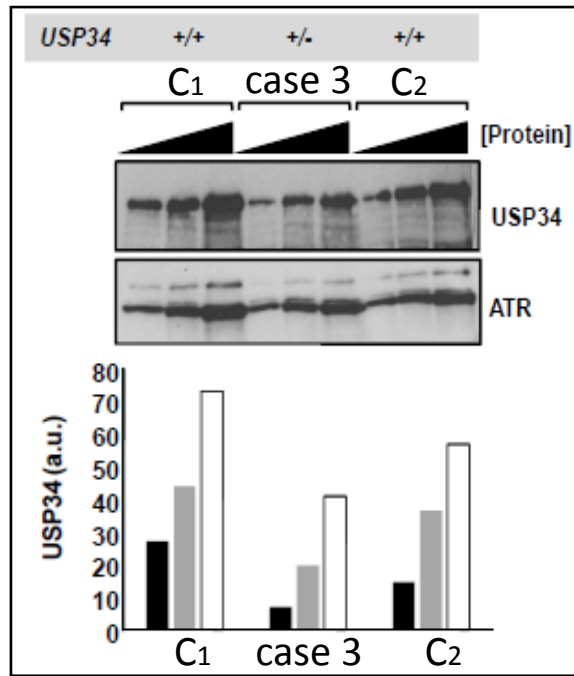 USP34 +/+ +/- +/+
C1 case 3 C2
[Protein]
USP34
ATR
80
70
60
50
40
30
20
10
0
USP34 (a.u.)
C1 case 3 C2